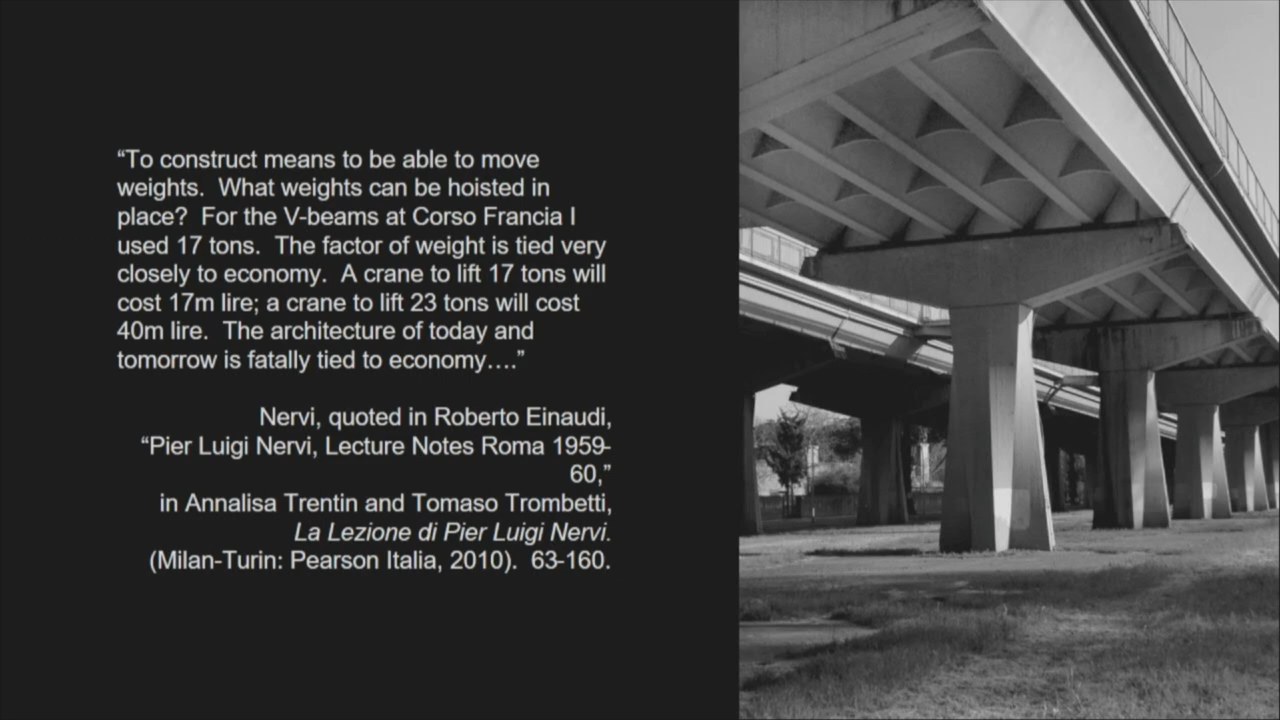 “To construct means to be able to move
weights.  What weights can be hoisted in
place?  For the V-beams at Corso Francia I
used 17 tons.  The factor of weight is tied very
closely to economy.  A crane to lift 17 tons will
cost 17m lire; a crane to lift 23 tons will cost
40m lire.  The architecture of today and
tomorrow is fatally tied to economy….”
Nervi, quoted in Roberto Einaudi,
“Pier Luigi Nervi, Lecture Notes Roma 1959-
60,”
in Annalisa Trentin and Tomaso Trombetti,
La Lezione di Pier Luigi Nervi.
(Milan-Turin: Pearson Italia, 2010).  63-160.